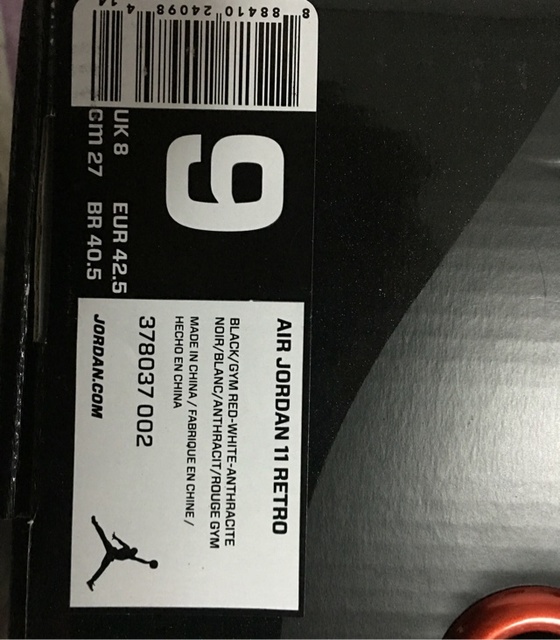 8 88410 24098 4
9
UK 8 EUR 42.5
cm 27 BR 40.5
AIR JORDAN 11 RETRO
BLACK/GYM RED-WHITE-ANTHRACITE
NOIR/BLANC/ANTHRACIT/ROUGE GYM
MADE IN CHINA / FABRIQUE EN CHINE /
HECHO EN CHINA
378037 002
JORDAN.COM